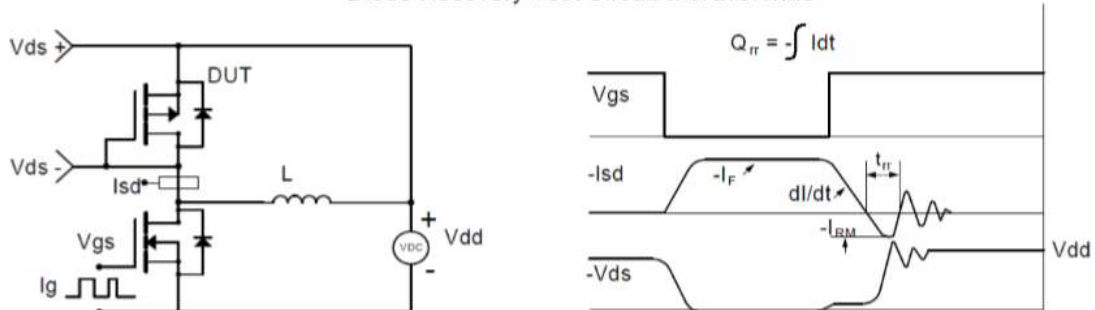 Vds +
DUT
Vds -
Isd
L
+
VDC
Vdd
-
Vgs
Ig
Qrr = -∫ Idt
Vgs
-Isd
-IF
trr
dI/dt
-IRM
Vdd
-Vds